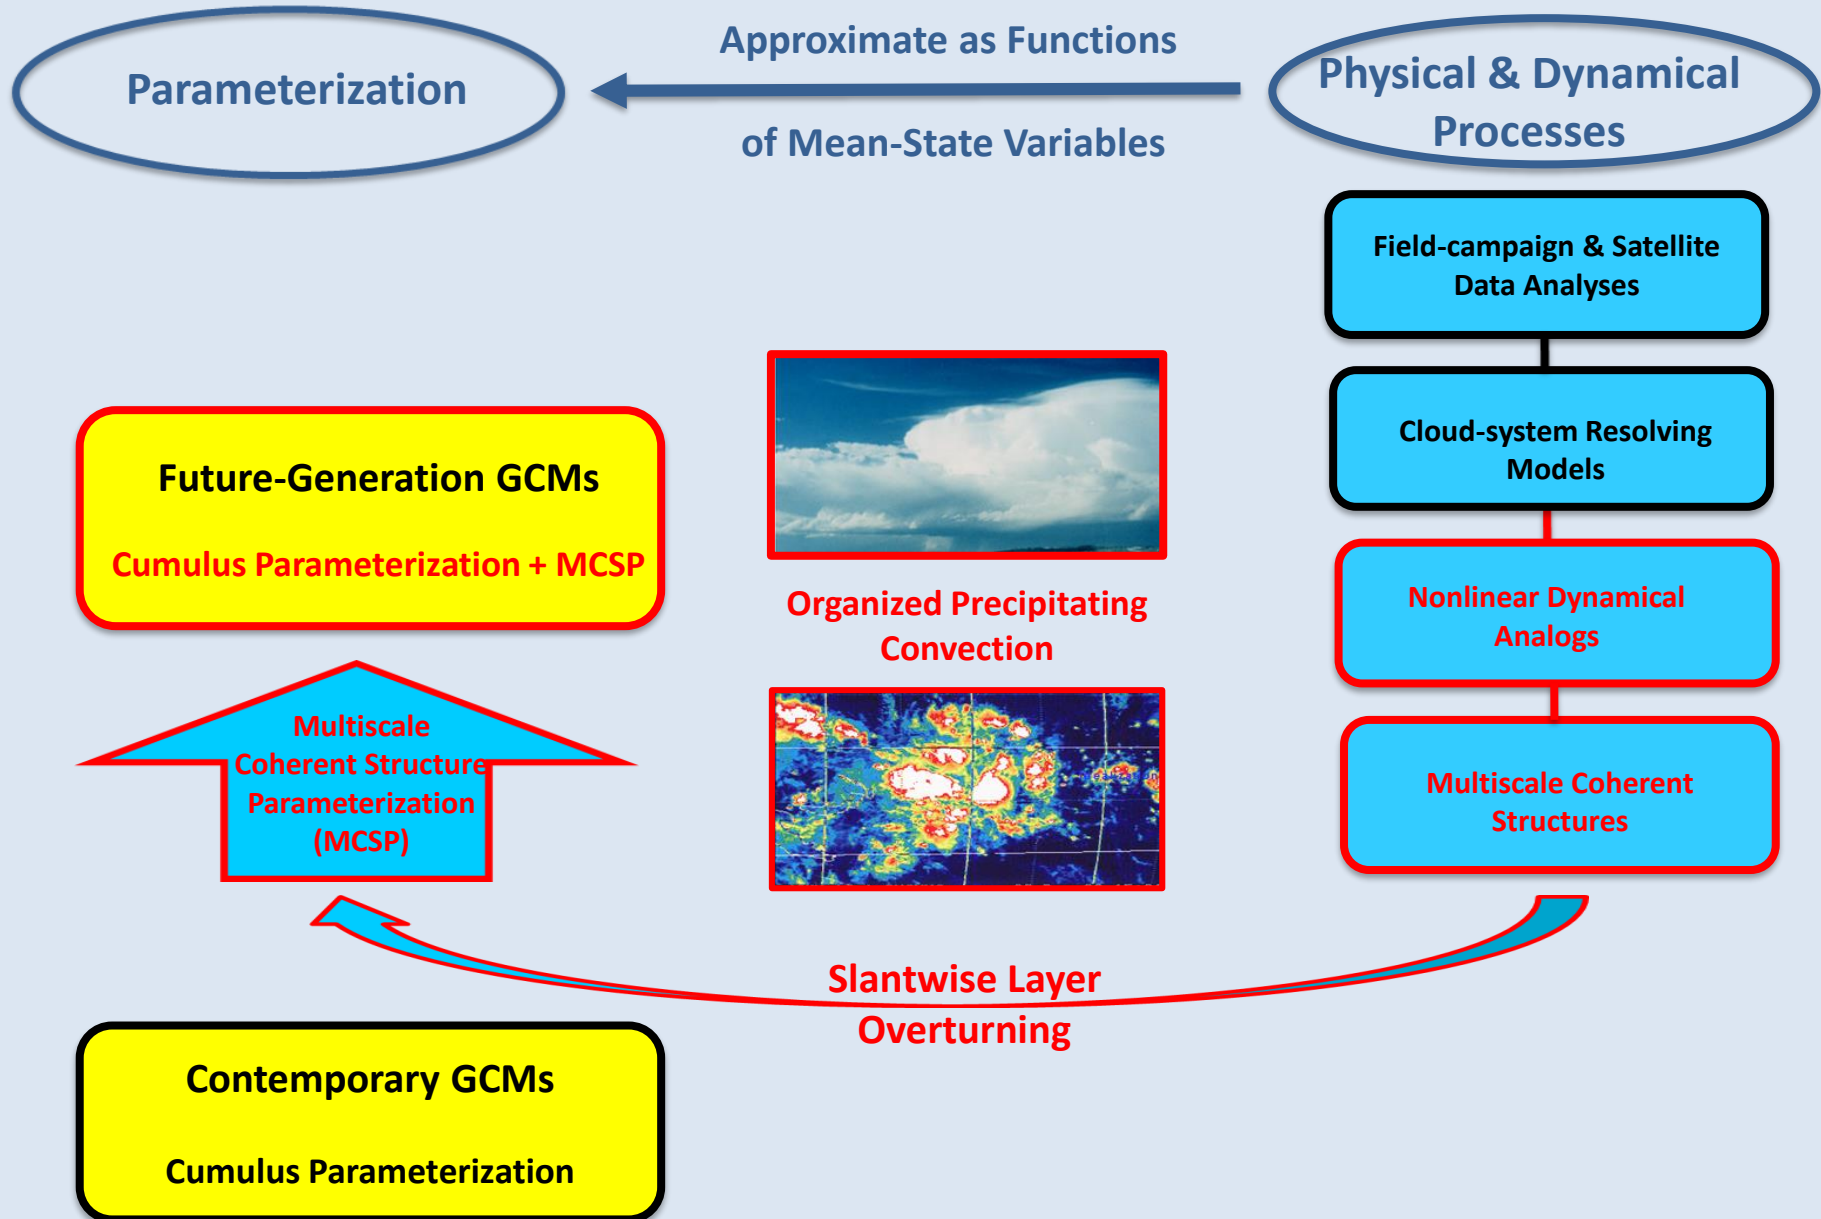 Parameterization
Approximate as Functions
of Mean-State Variables
Physical & Dynamical
Processes
Field-campaign & Satellite
Data Analyses
Cloud-system Resolving
Models
Nonlinear Dynamical
Analogs
Multiscale Coherent
Structures
Future-Generation GCMs
Cumulus Parameterization + MCSP
Organized Precipitating
Convection
Multiscale
Coherent Structure
Parameterization
(MCSP)
Slantwise Layer
Overturning
Contemporary GCMs
Cumulus Parameterization